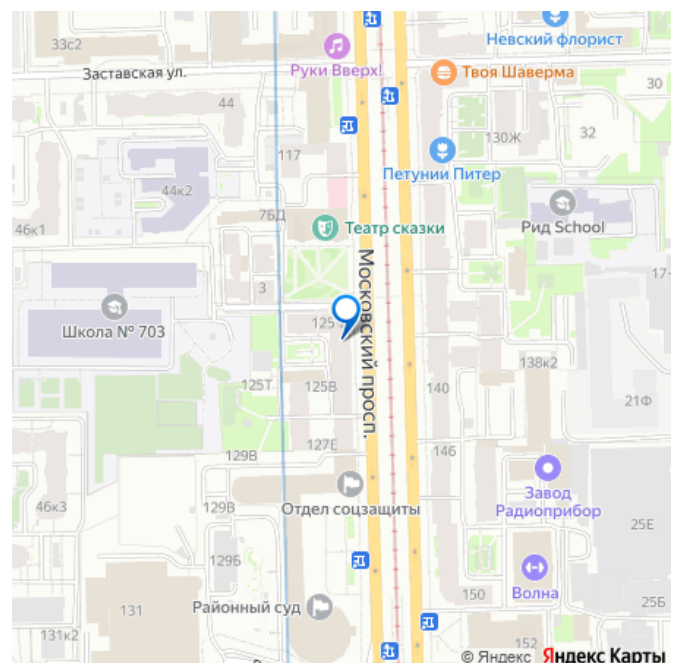 33с2
Невский флорист
Заставская ул.
Руки Вверх!
Твоя Шаверма
44
30
130Ж
32
117
Петунии Питер
44к2
7БД
46к1
Театр сказки
Рид School
Московский просп.
17-
3
Школа № 703
125
138к2
125Т
125В
140
21Ф
127Е
146
129В
Отдел соцзащиты
Завод
Радиоприбор
46к3
129В
25Е
129Б
Волна
131
Районный суд
150
25Б
131к2
152
© Яндекс Яндекс Карты